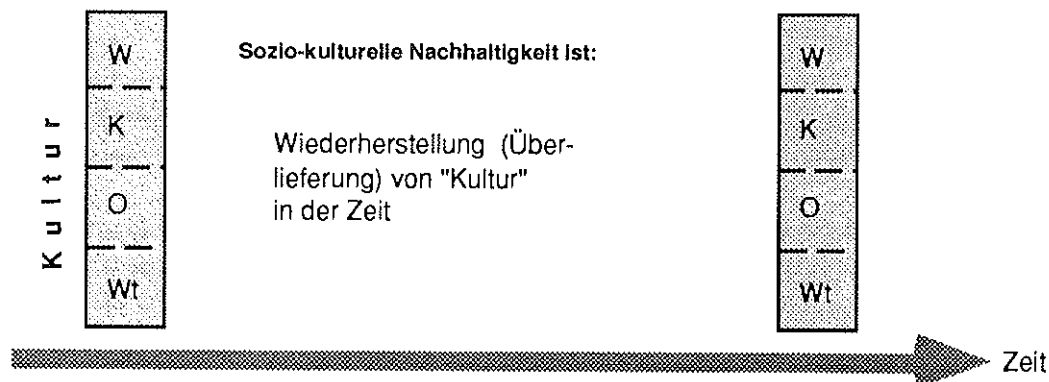 Sozio-kulturelle Nachhaltigkeit ist:
Kultur
W
K
O
Wt
Wiederherstellung (Über-
lieferung) von "Kultur"
in der Zeit
W
K
O
Wt
Zeit